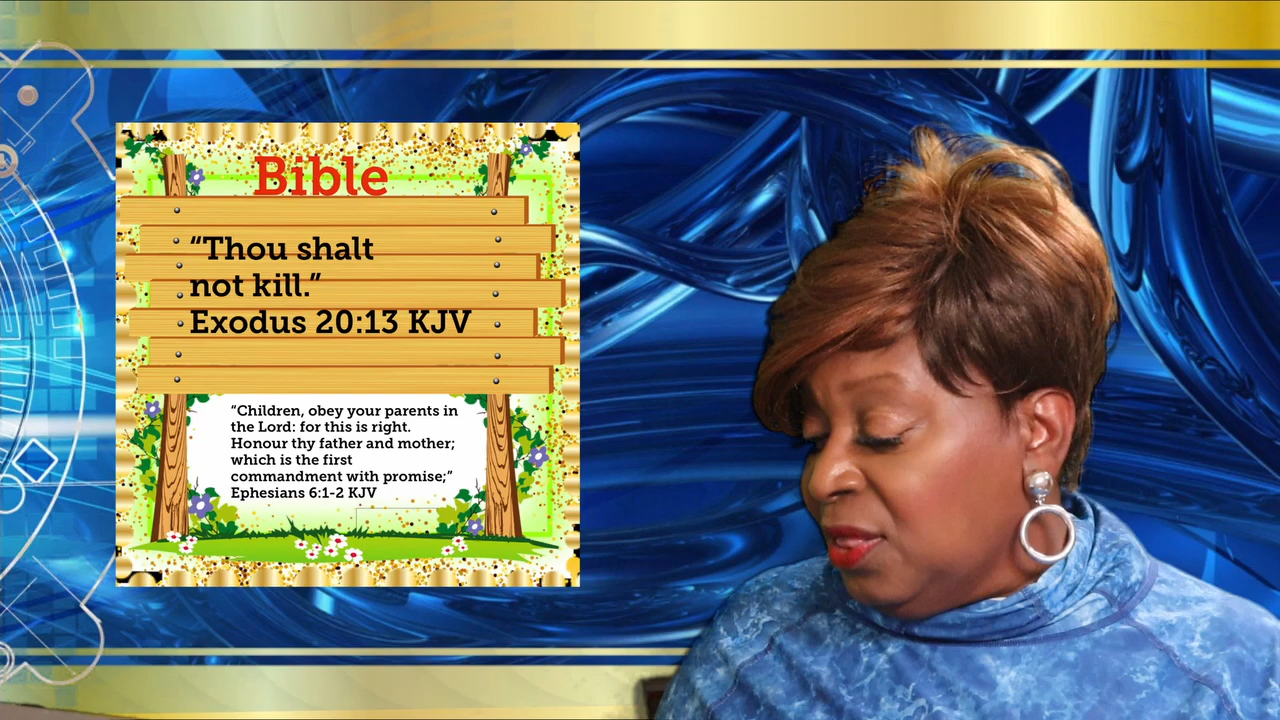 Bible
“Thou shalt
not kill.”
Exodus 20:13 KJV
“Children, obey your parents in
the Lord: for this is right.
Honour thy father and mother;
which is the first
commandment with promise;”
Ephesians 6:1-2 KJV